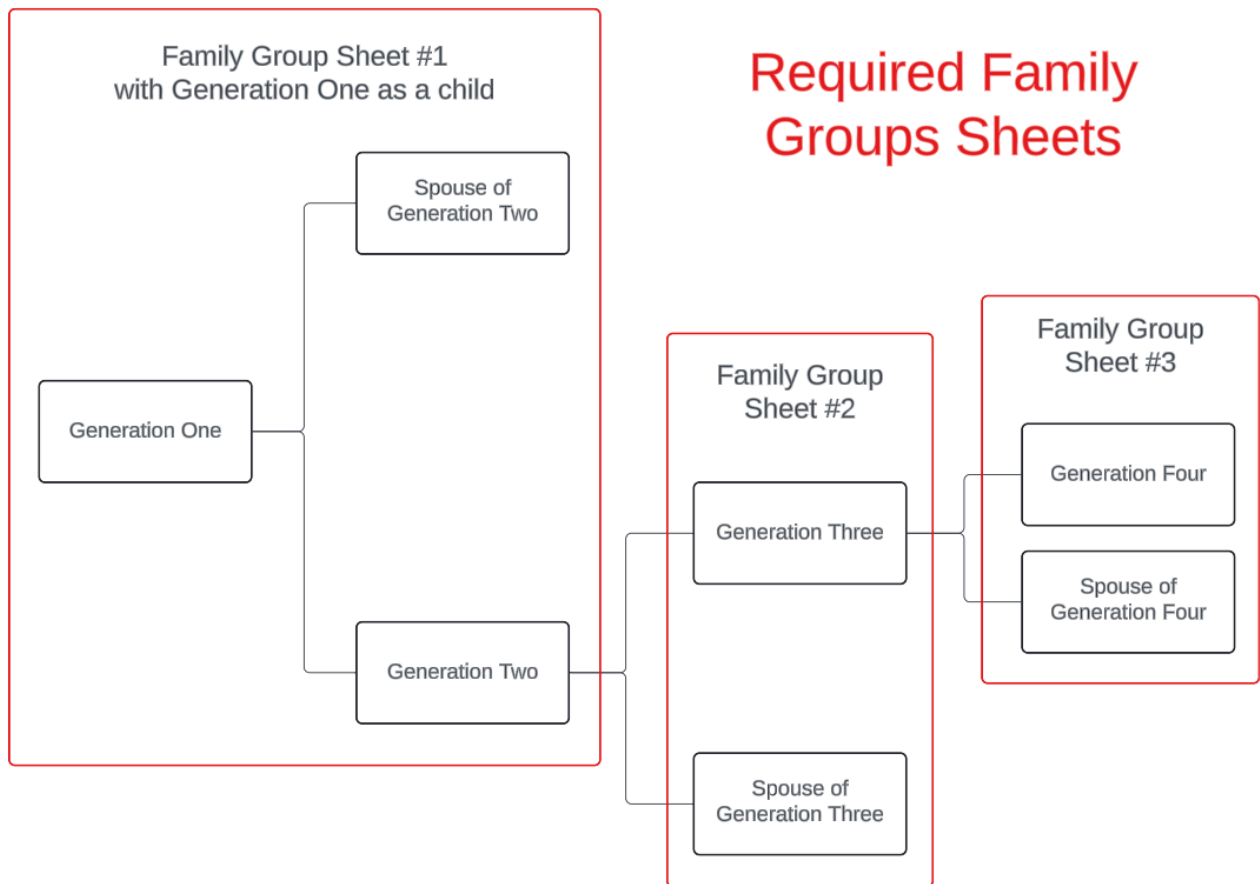 Family Group Sheet #1
with Generation One as a child
Required Family
Groups Sheets
Spouse of
Generation Two
Generation One
Generation Two
Family Group
Sheet #2
Generation Three
Spouse of
Generation Three
Family Group
Sheet #3
Generation Four
Spouse of
Generation Four